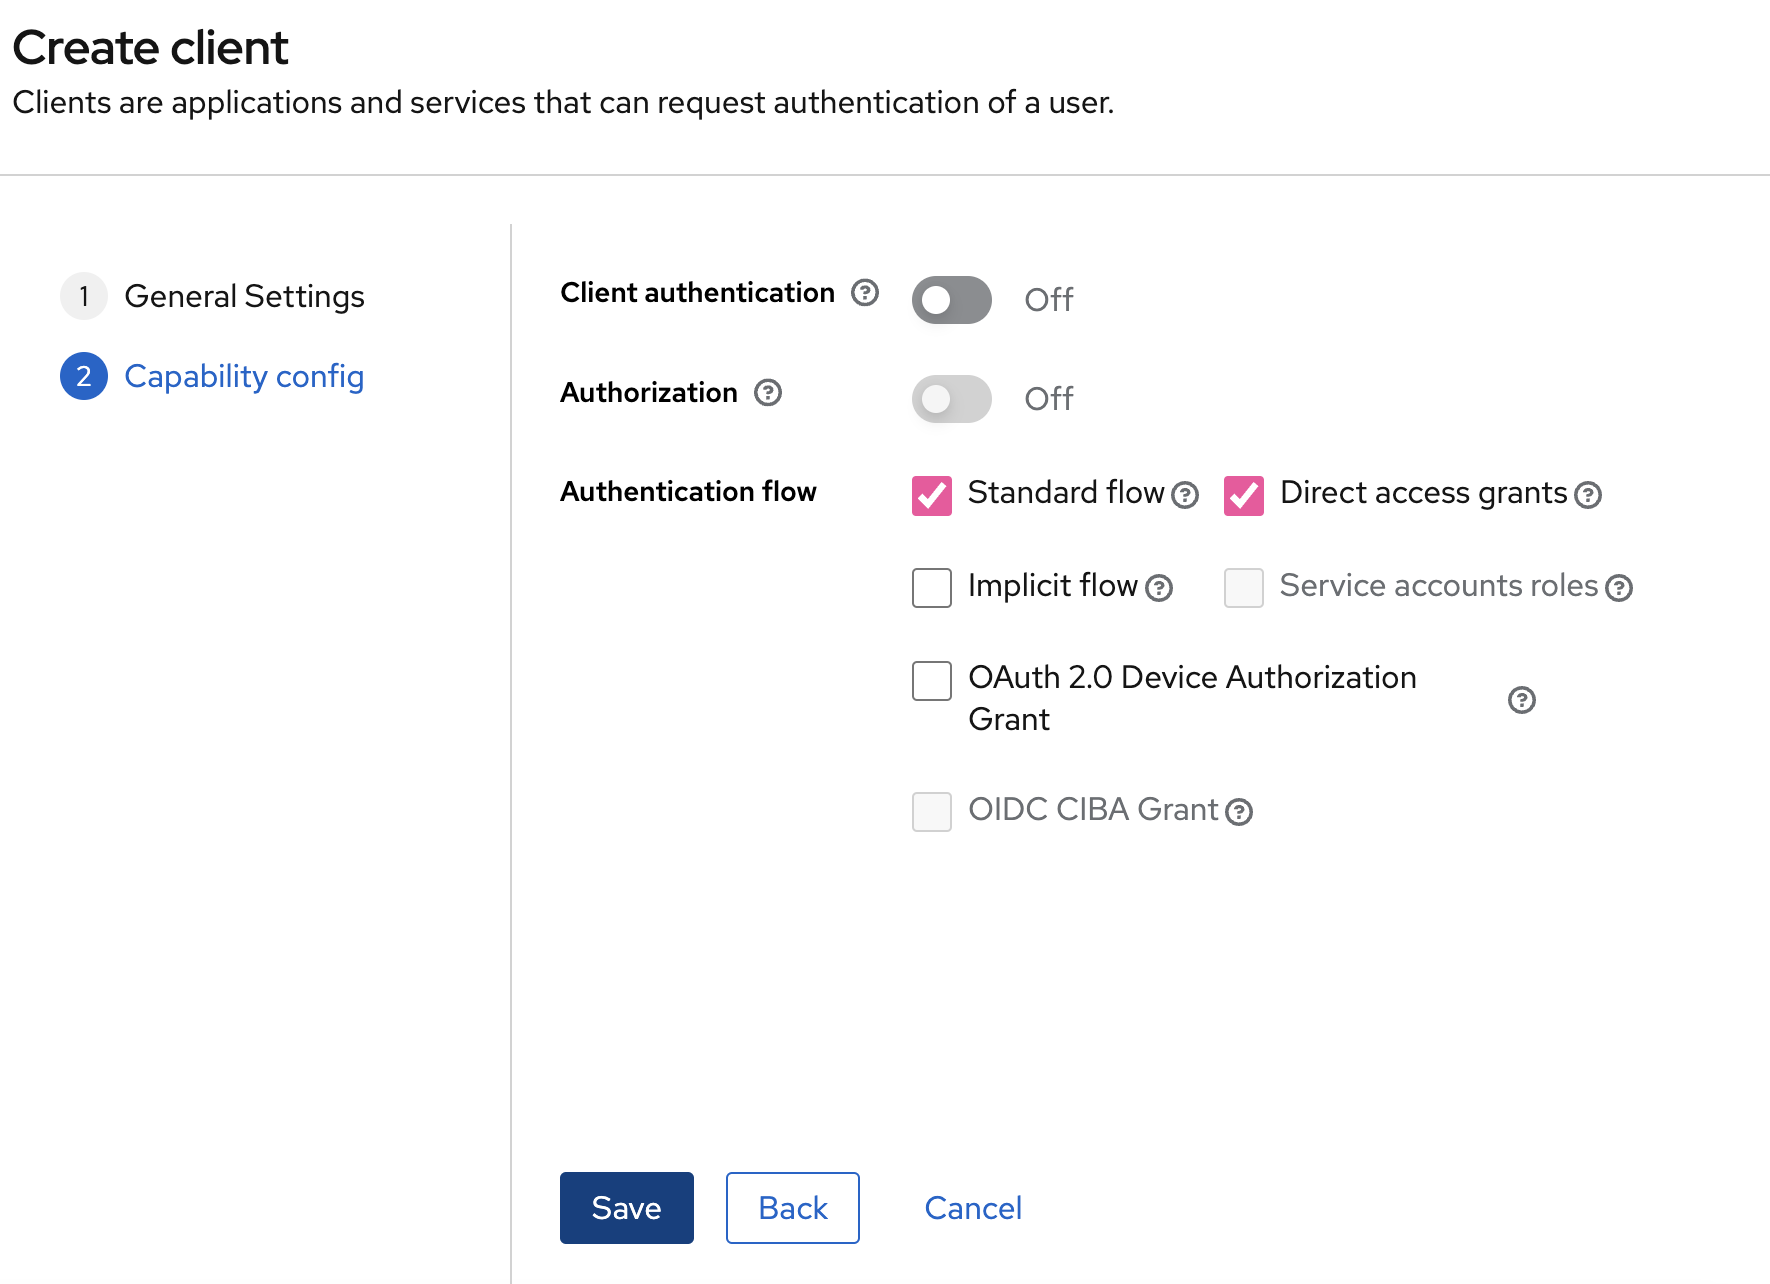 Create client
Clients are applications and services that can request authentication of a user.
1 General Settings
2 Capability config
Client authentication ? Off
Authorization ? Off
Authentication flow
Standard flow ? Direct access grants ?
Implicit flow ? Service accounts roles ?
OAuth 2.0 Device Authorization
Grant ?
OIDC CIBA Grant ?
Save Back Cancel